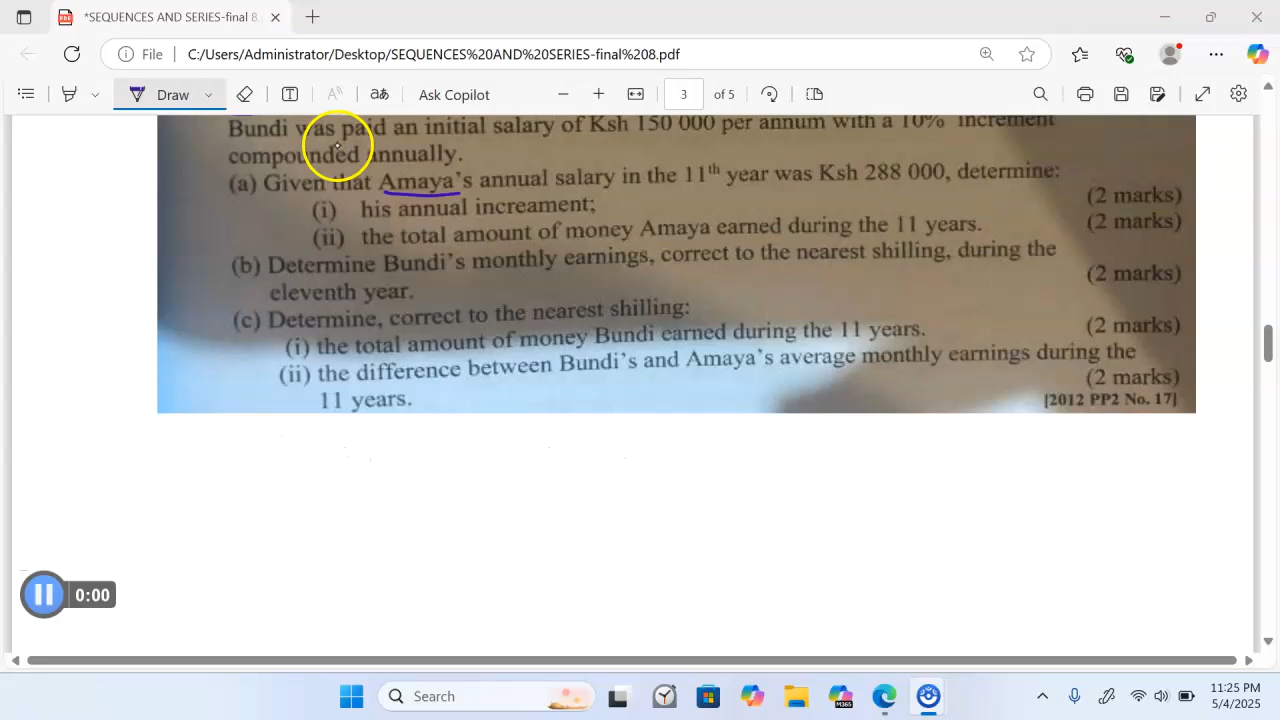 *SEQUENCES AND SERIES-final 8.
File C:/Users/Administrator/Desktop/SEQUENCES%20AND%20SERIES-final%208.pdf
Draw Ask Copilot 3 of 5
Bundi was paid an initial salary of Ksh 150 000 per annum with a 10% increment
compounded annually.
(a) Given that Amaya's annual salary in the 11th year was Ksh 288 000, determine:
(i) his annual increament; (2 marks)
(ii) the total amount of money Amaya earned during the 11 years. (2 marks)
(b) Determine Bundi's monthly earnings, correct to the nearest shilling, during the
eleventh year. (2 marks)
(c) Determine, correct to the nearest shilling:
(i) the total amount of money Bundi earned during the 11 years. (2 marks)
(ii) the difference between Bundi's and Amaya's average monthly earnings during the
11 years. (2 marks)
[2012 PP2 No. 17]
0:00
Search
11:25 PM
5/4/2025